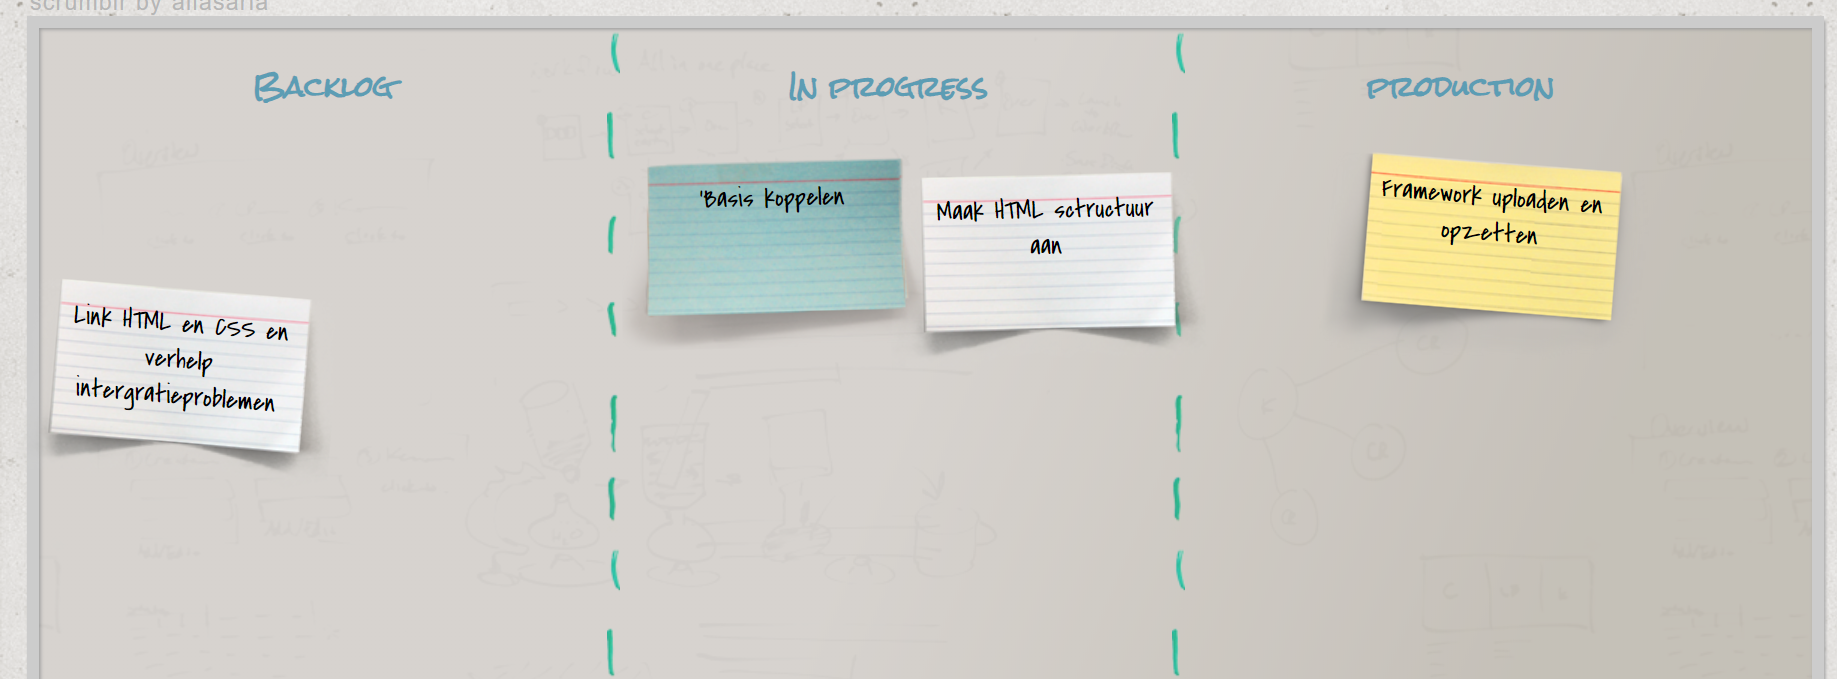 scrumblr by aliasaria
Backlog
In progress
production
'Basis koppelen
Maak HTML sctructuur
aan
Framework uploaden en
opzetten
Link HTML en CSS en
verhelp
intergratieproblemen